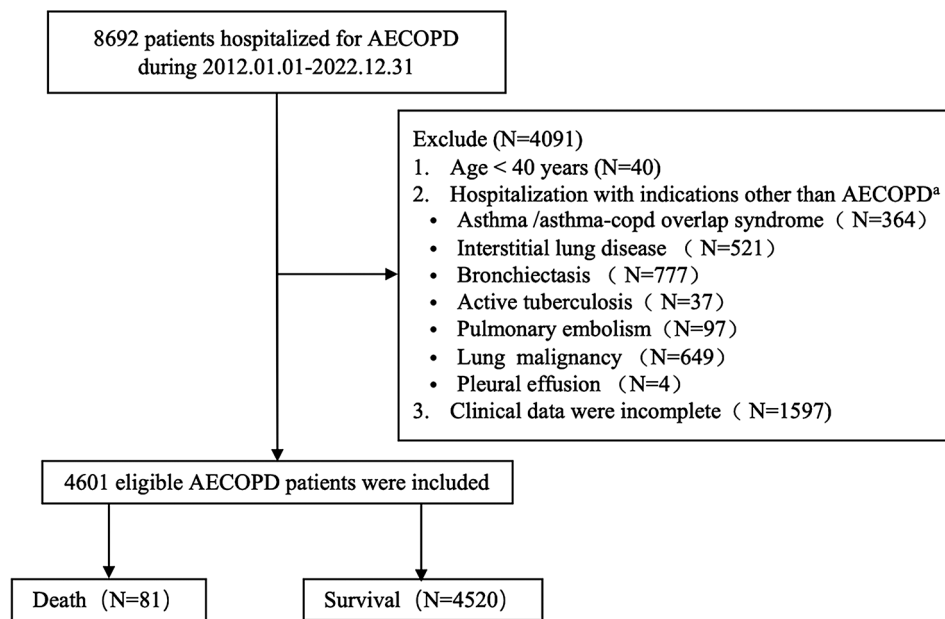 8692 patients hospitalized for AECOPD
during 2012.01.01-2022.12.31
Exclude (N=4091)
1. Age < 40 years (N=40)
2. Hospitalization with indications other than AECOPDᵃ
• Asthma /asthma-copd overlap syndrome（ N=364）
• Interstitial lung disease （N=521）
• Bronchiectasis （N=777）
• Active tuberculosis（ N=37）
• Pulmonary embolism（N=97）
• Lung malignancy （N=649）
• Pleural effusion （N=4）
3. Clinical data were incomplete（ N=1597)
4601 eligible AECOPD patients were included
Death（N=81）
Survival（N=4520）